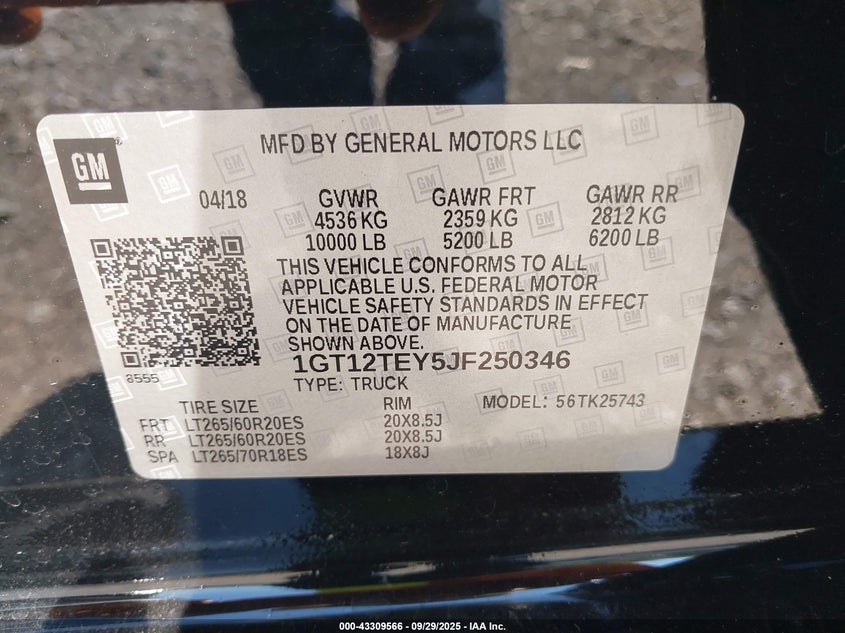 GM
MFD BY GENERAL MOTORS LLC
04/18 GVWR GAWR FRT GAWR RR
4536 KG 2359 KG 2812 KG
10000 LB 5200 LB 6200 LB
THIS VEHICLE CONFORMS TO ALL
APPLICABLE U.S. FEDERAL MOTOR
VEHICLE SAFETY STANDARDS IN EFFECT
ON THE DATE OF MANUFACTURE
SHOWN ABOVE.
1GT12TEY5JF250346
8555
TYPE: TRUCK
TIRE SIZE RIM MODEL: 56TK25743
FRT LT265/60R20ES 20X8.5J
RR LT265/60R20ES 20X8.5J
SPA LT265/70R18ES 18X8J
000-43309566 - 09/29/2025 - IAA Inc.